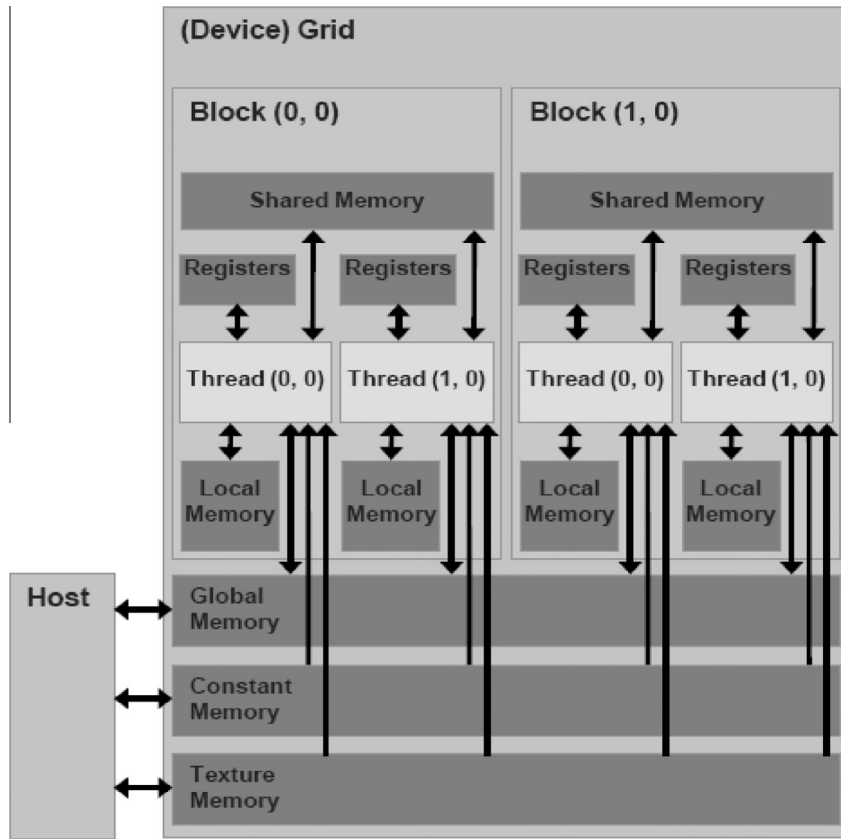 (Device) Grid
Block (0, 0)
Block (1, 0)
Shared Memory
Shared Memory
Registers
Registers
Registers
Registers
Thread (0, 0)
Thread (1, 0)
Thread (0, 0)
Thread (1, 0)
Local
Memory
Local
Memory
Local
Memory
Local
Memory
Host
Global
Memory
Constant
Memory
Texture
Memory